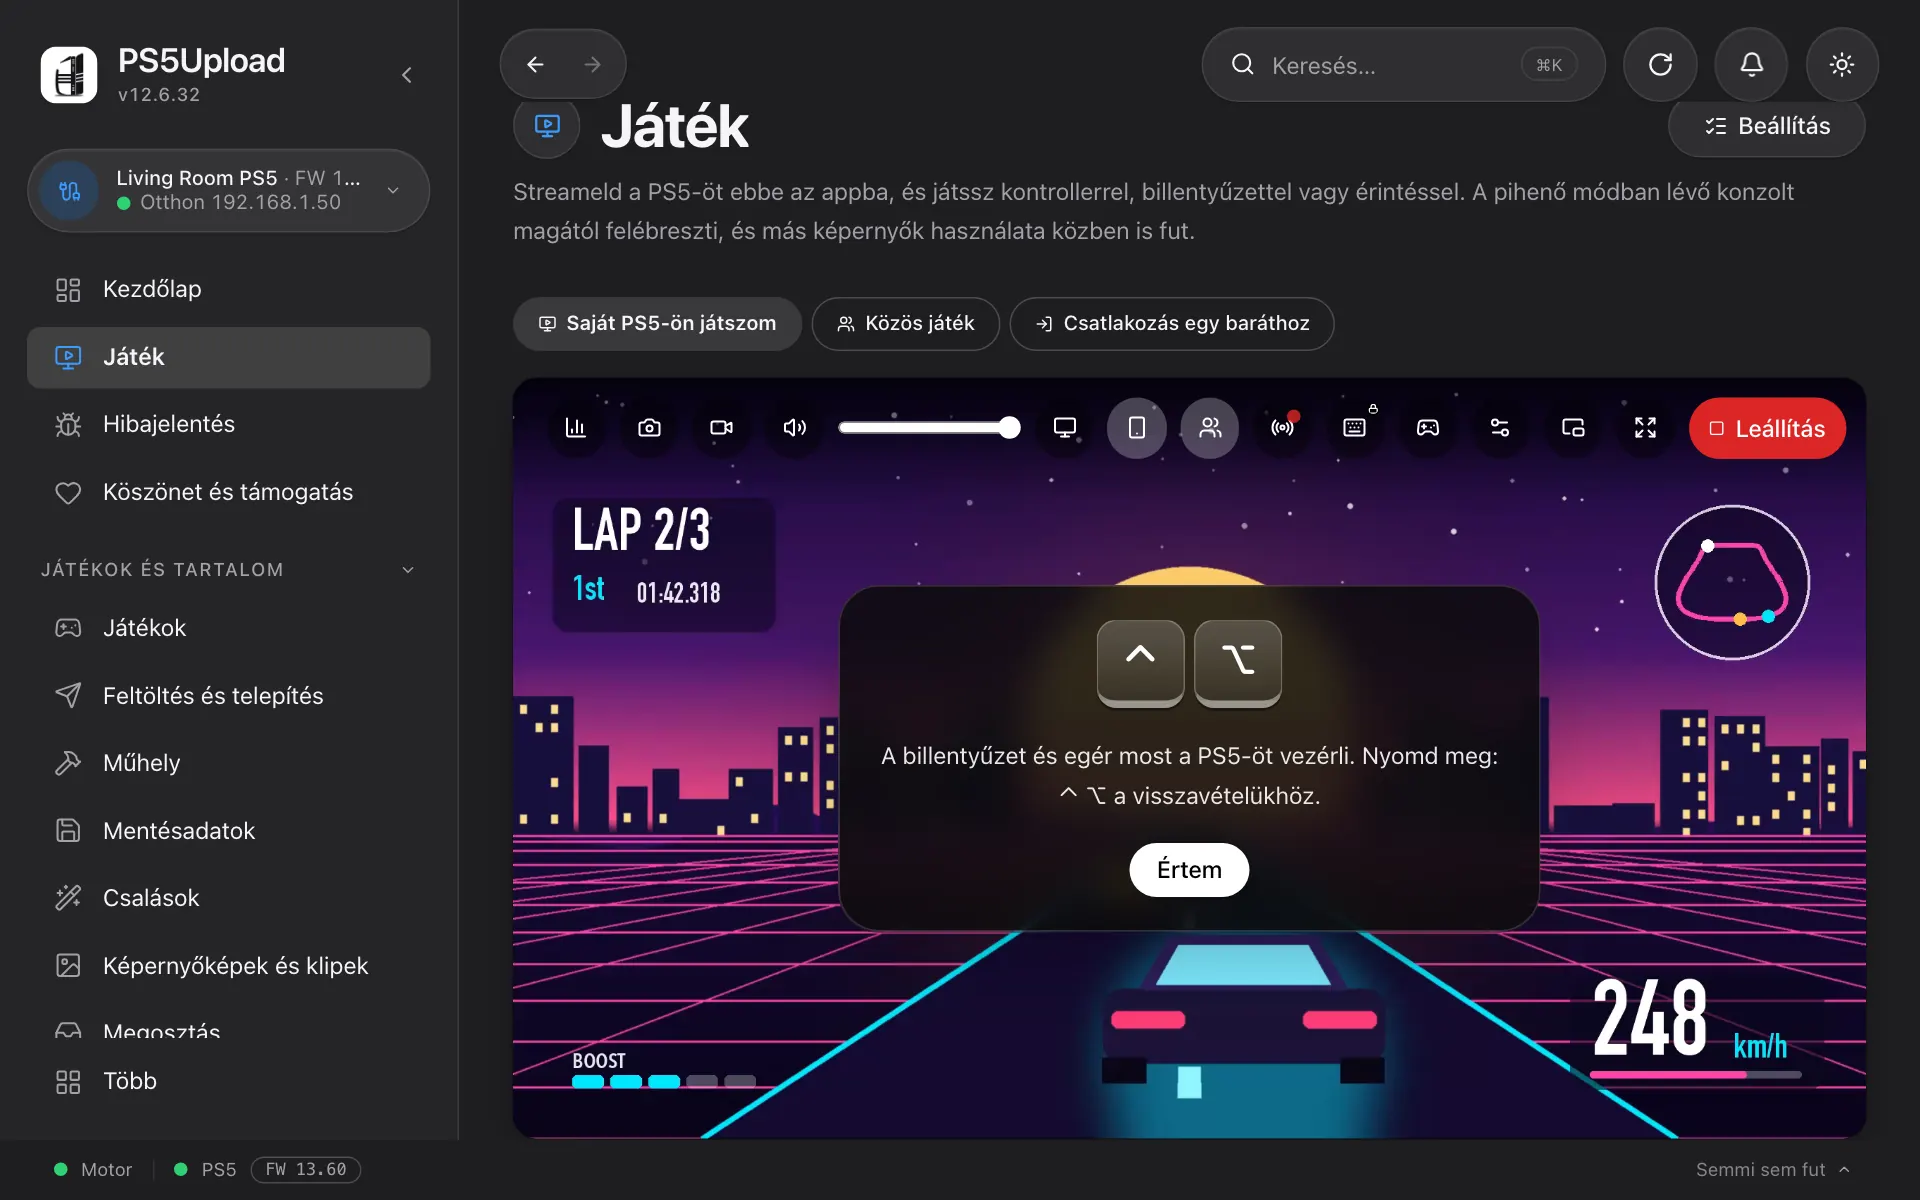 PS5Upload
v12.6.32
Living Room PS5 · FW 1...
Otthon 192.168.1.50
Kezdőlap
Játék
Hibajelentés
Köszönet és támogatás
JÁTÉKOK ÉS TARTALOM
Játékok
Feltöltés és telepítés
Műhely
Mentésadatok
Csalások
Képernyőképek és klipek
Megosztás
Több
Keresés...
⌘K
Játék
Beállítás
Streameld a PS5-öt ebbe az appba, és játssz kontrollerrel, billentyűzettel vagy érintéssel. A pihenő módban lévő konzolt
magától felébreszti, és más képernyők használata közben is fut.
Saját PS5-ön játszom
Közös játék
Csatlakozás egy baráthoz
Leállítás
LAP 2/3
1st 01:42.318
⌃ ⌥
A billentyűzet és egér most a PS5-öt vezérli. Nyomd meg:
⌃ ⌥ a visszavételükhöz.
Értem
BOOST
248 km/h
Motor
PS5
FW 13.60
Semmi sem fut